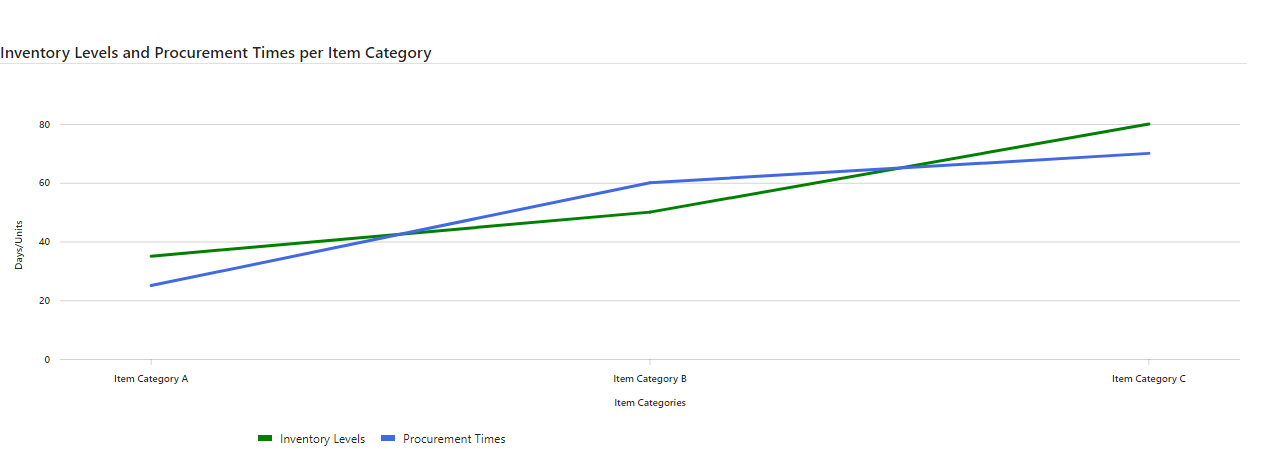 Inventory Levels and Procurement Times per Item Category
80
60
40
20
0
Days/Units
Item Category A
Item Category B
Item Category C
Item Categories
Inventory Levels
Procurement Times